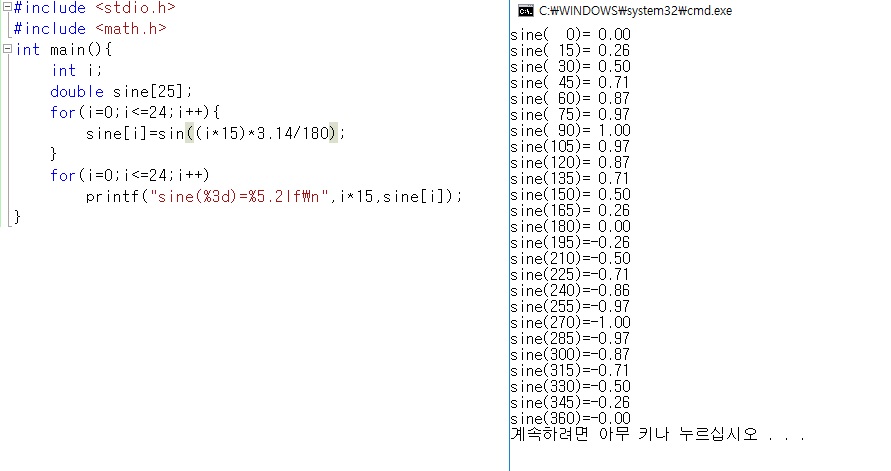 #include <stdio.h>
#include <math.h>
int main(){
    int i;
    double sine[25];
    for(i=0;i<=24;i++){
        sine[i]=sin((i*15)*3.14/180);
    }
    for(i=0;i<=24;i++)
        printf("sine(%3d)=%5.2lf₩n",i*15,sine[i]);
}
C:₩WINDOWS₩system32₩cmd.exe
sine(  0)= 0.00
sine( 15)= 0.26
sine( 30)= 0.50
sine( 45)= 0.71
sine( 60)= 0.87
sine( 75)= 0.97
sine( 90)= 1.00
sine(105)= 0.97
sine(120)= 0.87
sine(135)= 0.71
sine(150)= 0.50
sine(165)= 0.26
sine(180)= 0.00
sine(195)=-0.26
sine(210)=-0.50
sine(225)=-0.71
sine(240)=-0.86
sine(255)=-0.97
sine(270)=-1.00
sine(285)=-0.97
sine(300)=-0.87
sine(315)=-0.71
sine(330)=-0.50
sine(345)=-0.26
sine(360)=-0.00
계속하려면 아무 키나 누르십시오 . . .